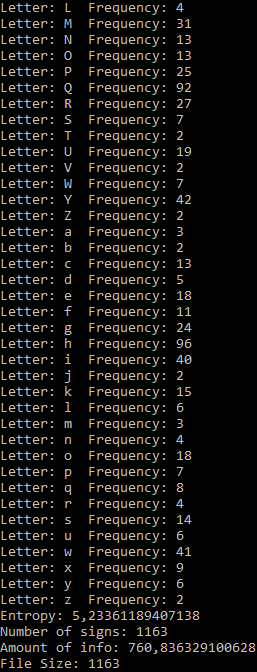 Letter: L  Frequency: 4
Letter: M  Frequency: 31
Letter: N  Frequency: 13
Letter: O  Frequency: 13
Letter: P  Frequency: 25
Letter: Q  Frequency: 92
Letter: R  Frequency: 27
Letter: S  Frequency: 7
Letter: T  Frequency: 2
Letter: U  Frequency: 19
Letter: V  Frequency: 2
Letter: W  Frequency: 7
Letter: Y  Frequency: 42
Letter: Z  Frequency: 2
Letter: a  Frequency: 3
Letter: b  Frequency: 2
Letter: c  Frequency: 13
Letter: d  Frequency: 5
Letter: e  Frequency: 18
Letter: f  Frequency: 11
Letter: g  Frequency: 24
Letter: h  Frequency: 96
Letter: i  Frequency: 40
Letter: j  Frequency: 2
Letter: k  Frequency: 15
Letter: l  Frequency: 6
Letter: m  Frequency: 3
Letter: n  Frequency: 4
Letter: o  Frequency: 18
Letter: p  Frequency: 7
Letter: q  Frequency: 8
Letter: r  Frequency: 4
Letter: s  Frequency: 14
Letter: u  Frequency: 6
Letter: w  Frequency: 41
Letter: x  Frequency: 9
Letter: y  Frequency: 6
Letter: z  Frequency: 2
Entropy: 5,23361189407138
Number of signs: 1163
Amount of info: 760,836329100628
File Size: 1163